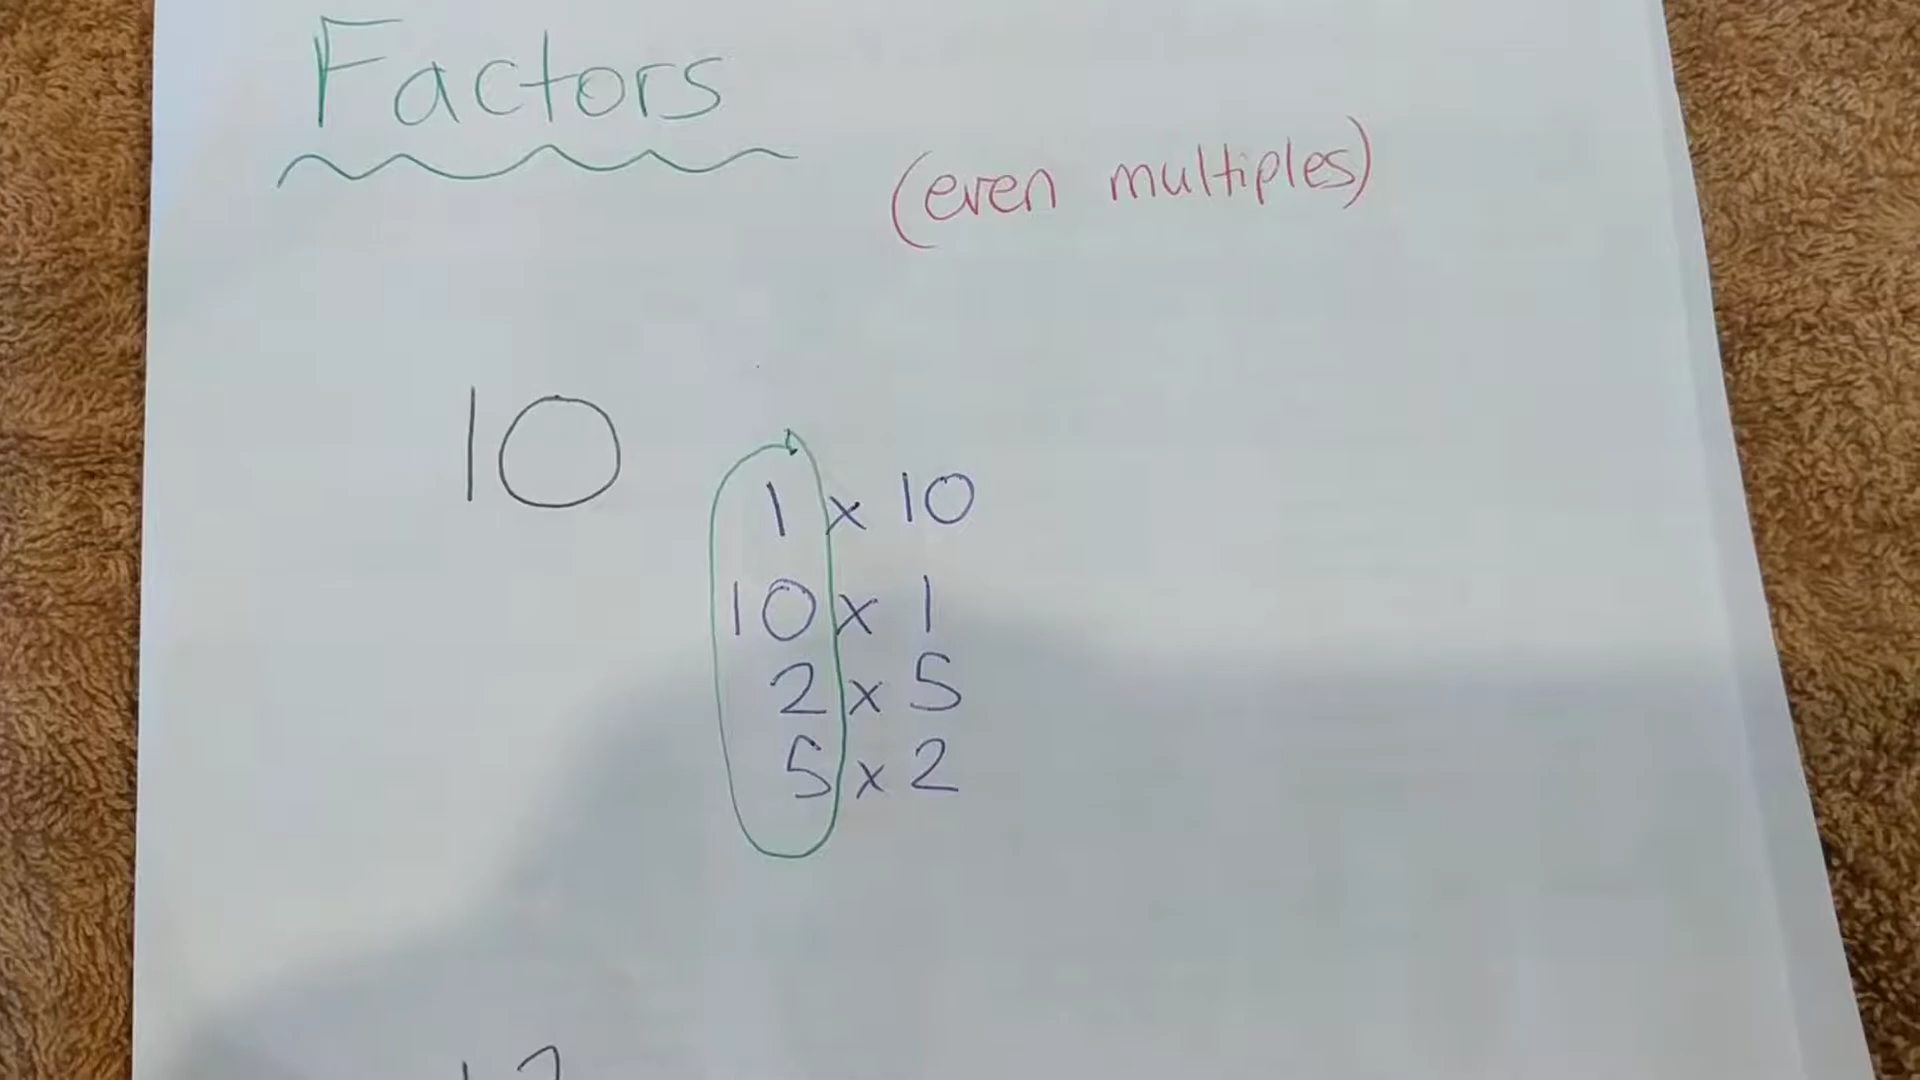 Factors
(even multiples)
10
1 x 10
10 x 1
2 x 5
5 x 2